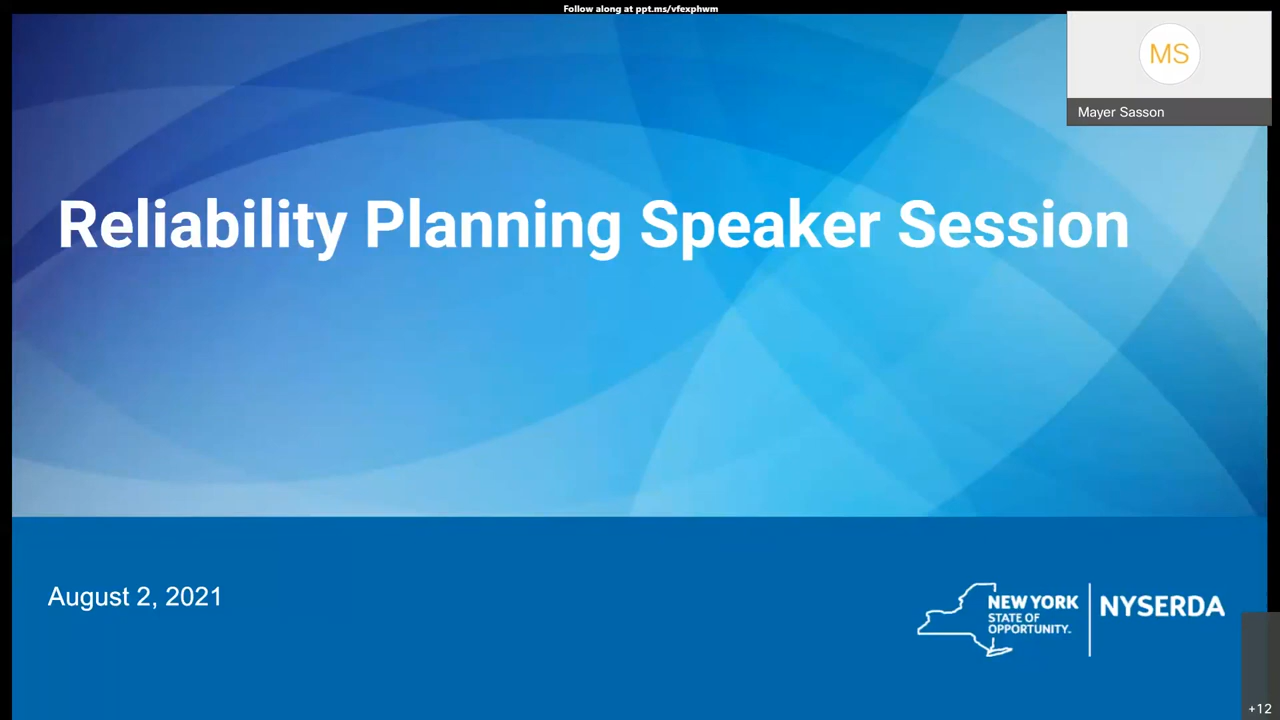 Follow along at ppt.ms/vfexphwm
MS
Mayer Sasson
Reliability Planning Speaker Session
August 2, 2021
NEW YORK
STATE OF
OPPORTUNITY.
NYSERDA
+12